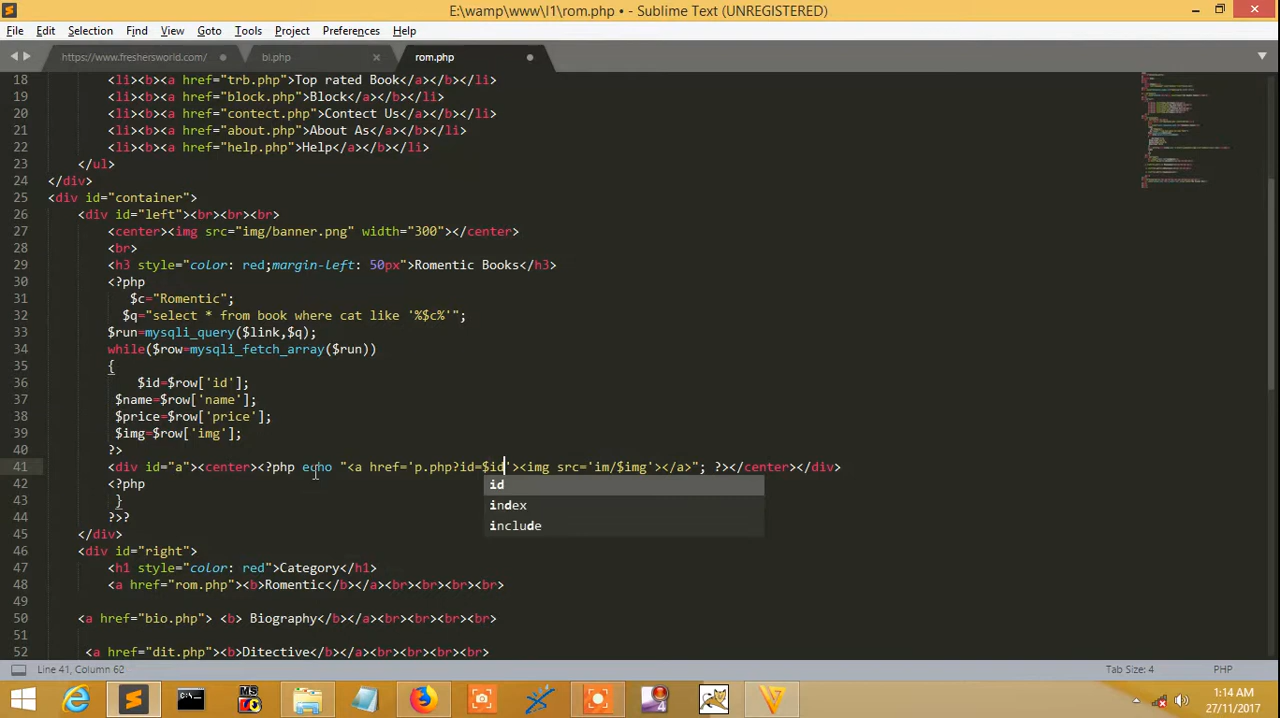 E:\wamp\www\l1\rom.php • - Sublime Text (UNREGISTERED)
File Edit Selection Find View Goto Tools Project Preferences Help
https://www.freshersworld.com/ bl.php rom.php
18 <li><b><a href="trb.php">Top rated Book</a></b></li>
19 <li><b><a href="block.php">Block</a></b></li>
20 <li><b><a href="contect.php">Contect Us</a></b></li>
21 <li><b><a href="about.php">About As</a></b></li>
22 <li><b><a href="help.php">Help</a></b></li>
23 </ul>
24 </div>
25 <div id="container">
26 <div id="left"><br><br><br>
27 <center><img src="img/banner.png" width="300"></center>
28 <br>
29 <h3 style="color: red;margin-left: 50px">Romentic Books</h3>
30 <?php
31 $c="Romentic";
32 $q="select * from book where cat like '%$c%'";
33 $run=mysqli_query($link,$q);
34 while($row=mysqli_fetch_array($run))
35 {
36 $id=$row['id'];
37 $name=$row['name'];
38 $price=$row['price'];
39 $img=$row['img'];
40 ?>
41 <div id="a"><center><?php echo "<a href='p.php?id=$id'><img src='im/$img'></a>"; ?></center></div>
42 <?php
id
43 }
index
44 ?>?
include
45 </div>
46 <div id="right">
47 <h1 style="color: red">Category</h1>
48 <a href="rom.php"><b>Romentic</b></a><br><br><br><br>
49
50 <a href="bio.php"> <b> Biography</b></a><br><br><br><br>
51
52 <a href="dit.php"><b>Ditective</b></a><br><br><br><br>
Line 41, Column 62 Tab Size: 4 PHP
1:14 AM
27/11/2017